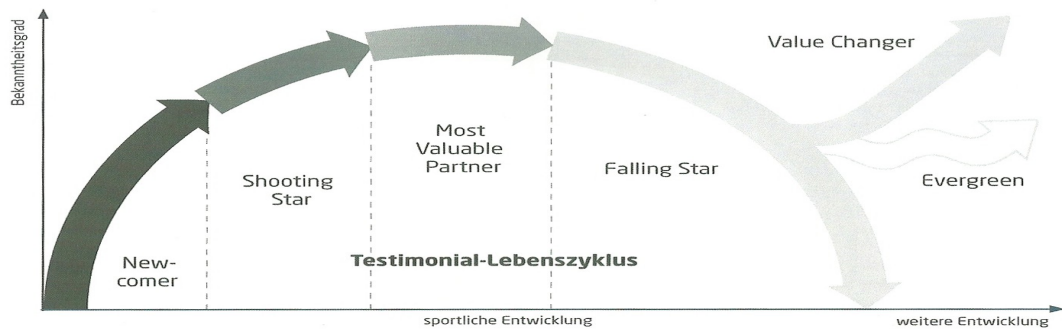 Bekanntheitsgrad
Value Changer
Most
Valuable
Partner
Shooting
Star
Falling Star
Evergreen
New-
comer
Testimonial-Lebenszyklus
sportliche Entwicklung
weitere Entwicklung